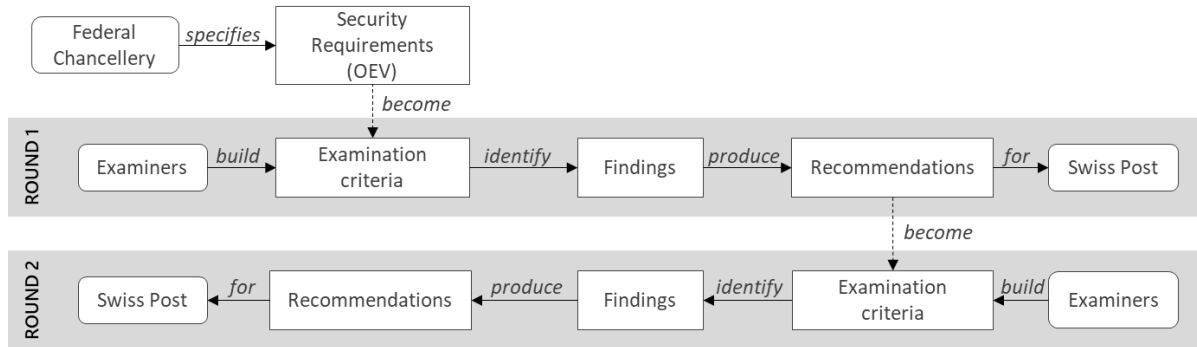 Federal
Chancellery
specifies
Security
Requirements
(OEV)
become
ROUND 1
Examiners
build
Examination
criteria
identify
Findings
produce
Recommendations
for
Swiss Post
become
ROUND 2
Swiss Post
for
Recommendations
produce
Findings
identify
Examination
criteria
build
Examiners